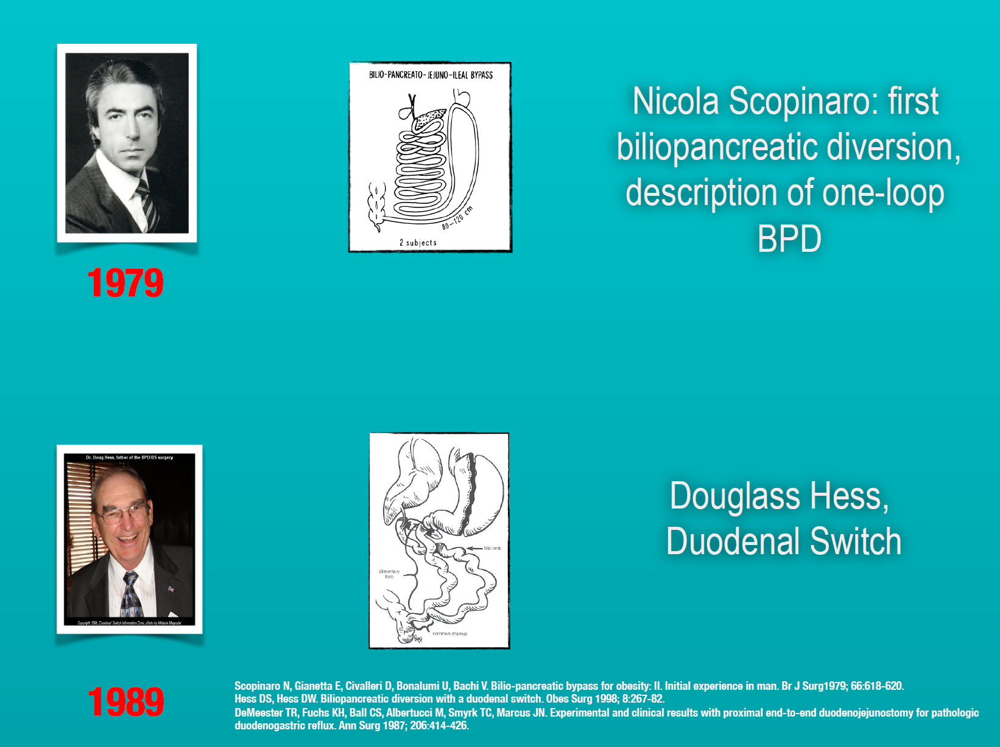 BILIO-PANCREATO-JEJUNO-ILEAL BYPASS
80-120 cm
2 subjects
Nicola Scopinaro: first
biliopancreatic diversion,
description of one-loop
BPD
1979
Dr. Doug Hess, father of the BPD/DS surgery
Copyright 2006, Duodenal Switch Information Zone, photo by Melanie Magruder
bilio limb
alimentary
limb
common channel
Douglass Hess,
Duodenal Switch
1989
Scopinaro N, Gianetta E, Civalleri D, Bonalumi U, Bachi V. Bilio-pancreatic bypass for obesity: II. Initial experience in man. Br J Surg1979; 66:618-620.
Hess DS, Hess DW. Biliopancreatic diversion with a duodenal switch. Obes Surg 1998; 8:267-82.
DeMeester TR, Fuchs KH, Ball CS, Albertucci M, Smyrk TC, Marcus JN. Experimental and clinical results with proximal end-to-end duodenojejunostomy for pathologic
duodenogastric reflux. Ann Surg 1987; 206:414-426.